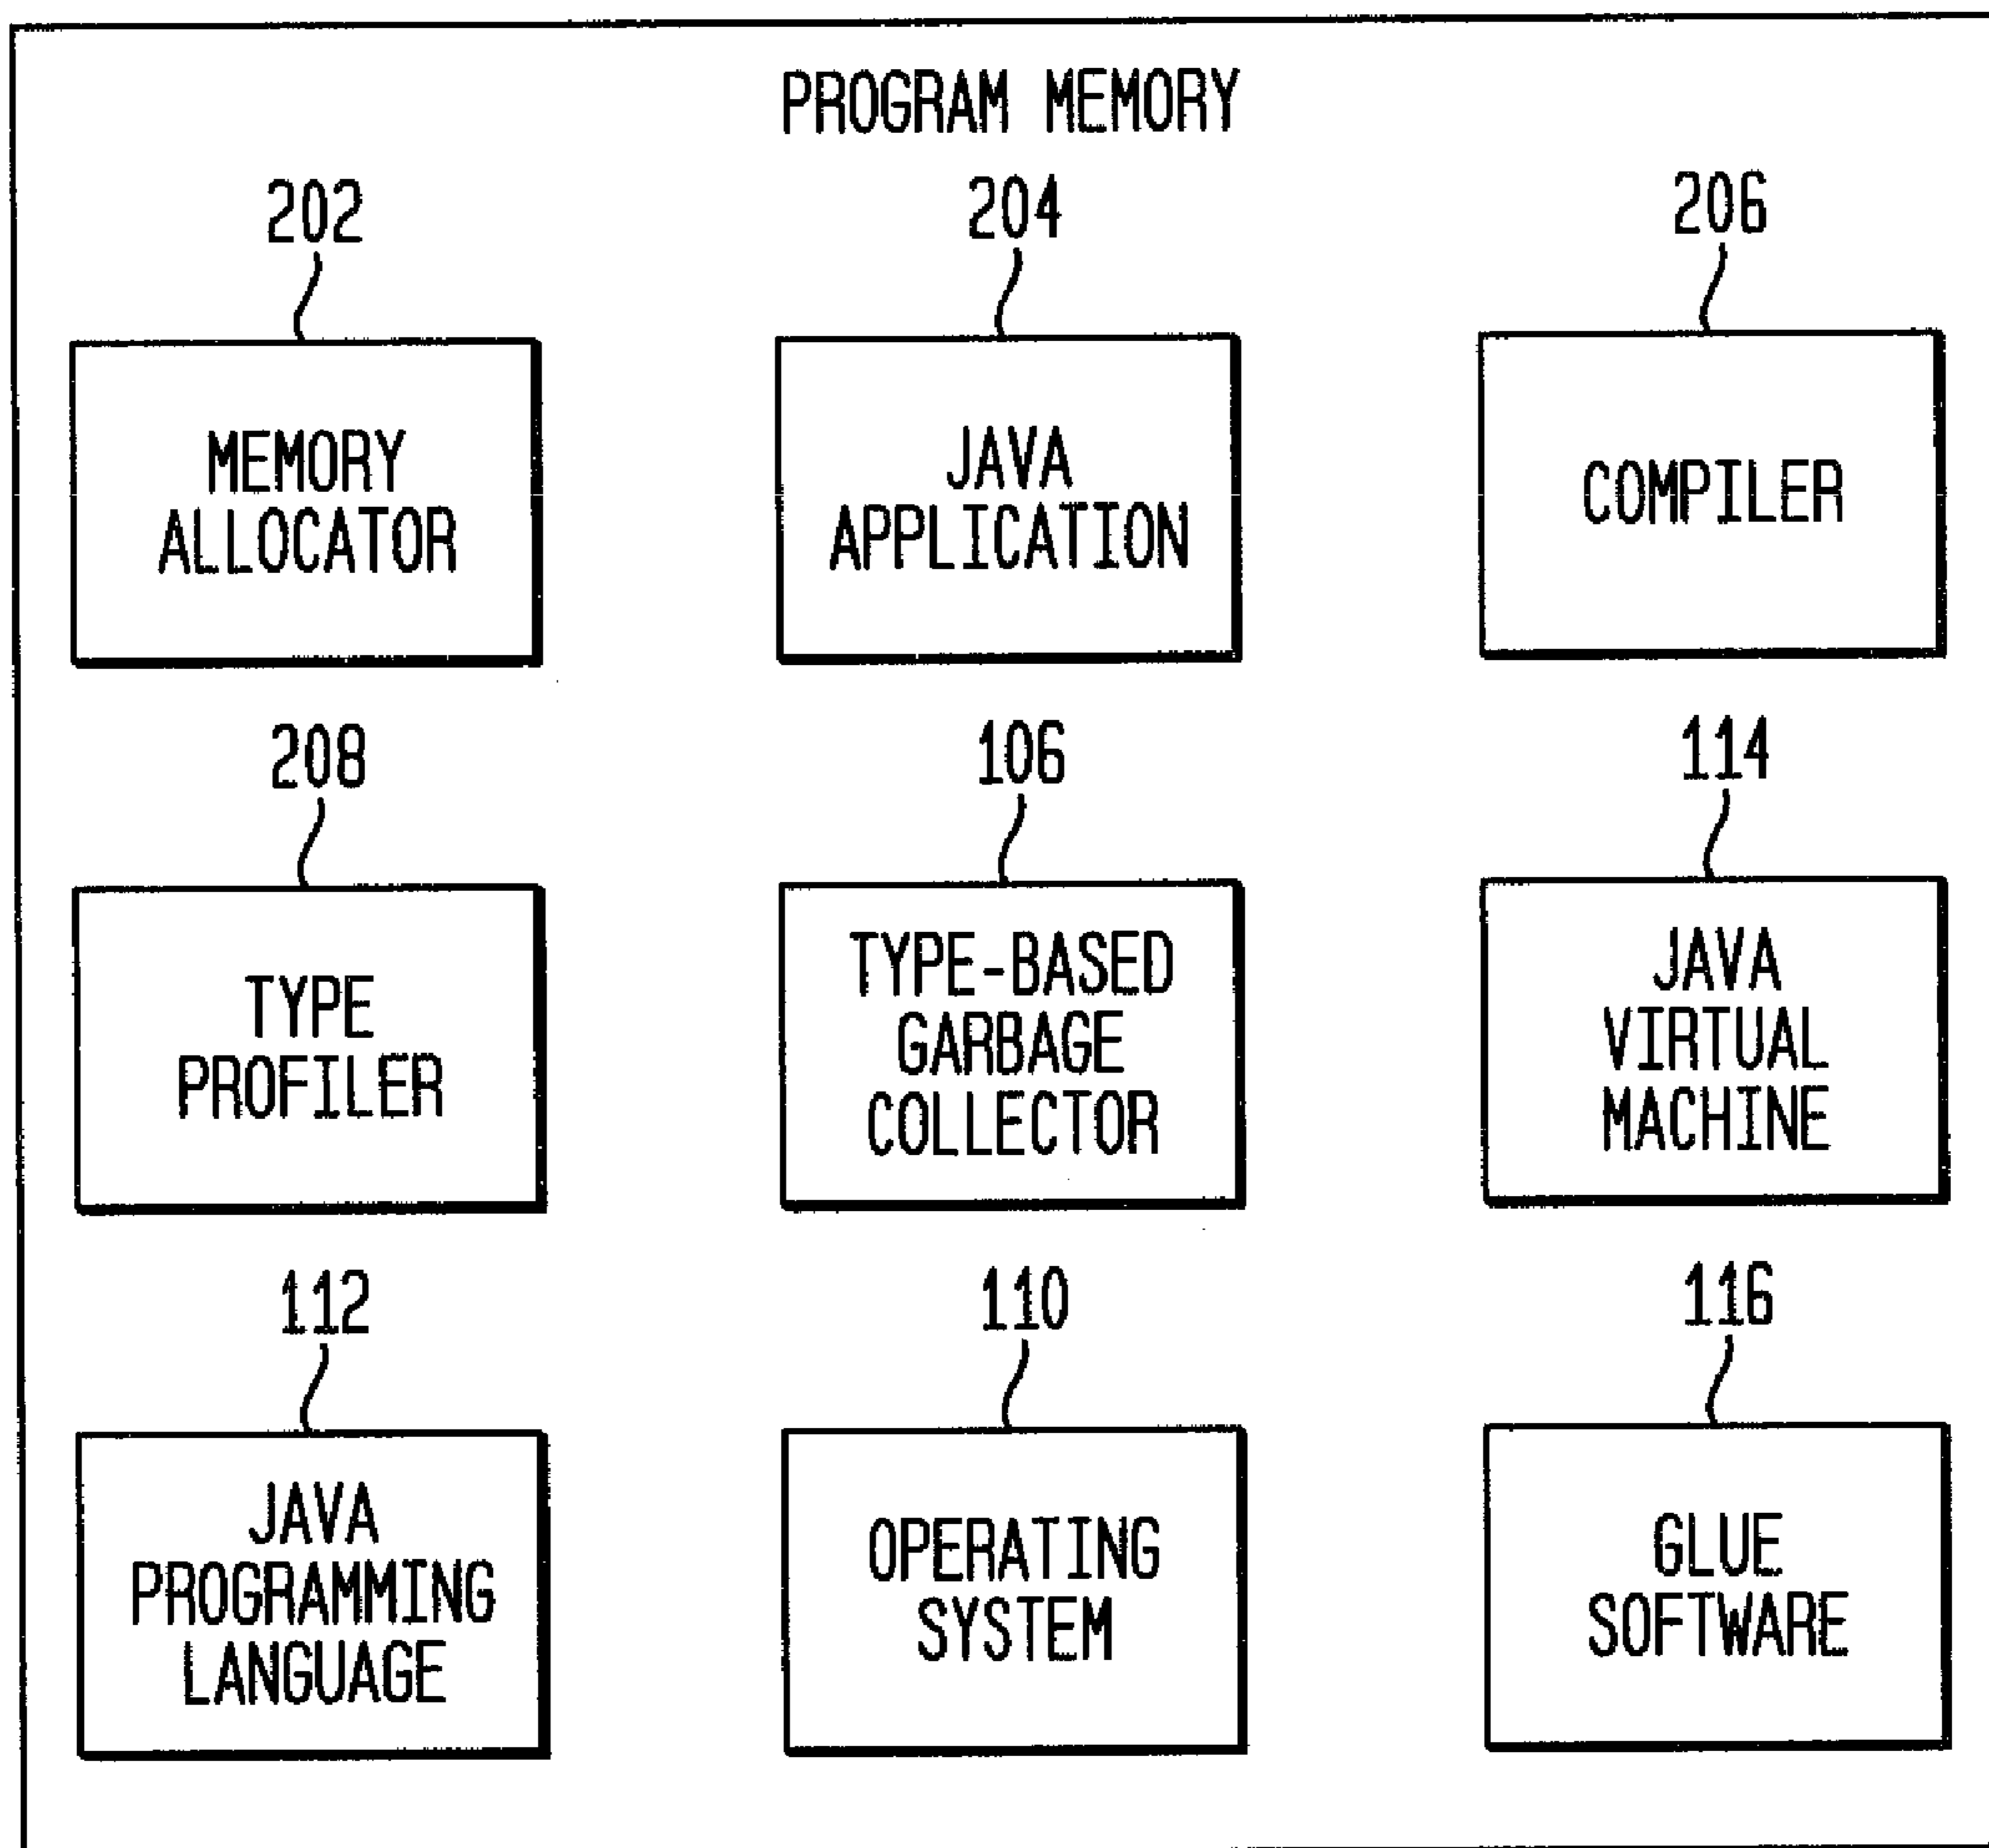 PROGRAM MEMORY
202
MEMORY
ALLOCATOR
204
JAVA
APPLICATION
206
COMPILER
208
TYPE
PROFILER
106
TYPE-BASED
GARBAGE
COLLECTOR
114
JAVA
VIRTUAL
MACHINE
112
JAVA
PROGRAMMING
LANGUAGE
110
OPERATING
SYSTEM
116
GLUE
SOFTWARE